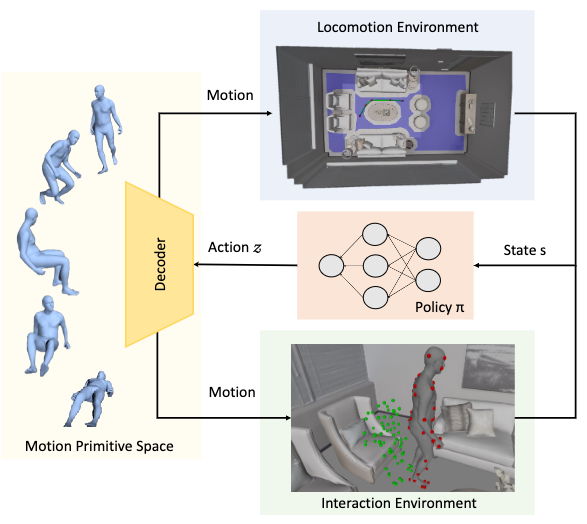 Locomotion Environment
Motion
Decoder
Action z
State s
Policy π
Motion
Motion Primitive Space
Interaction Environment